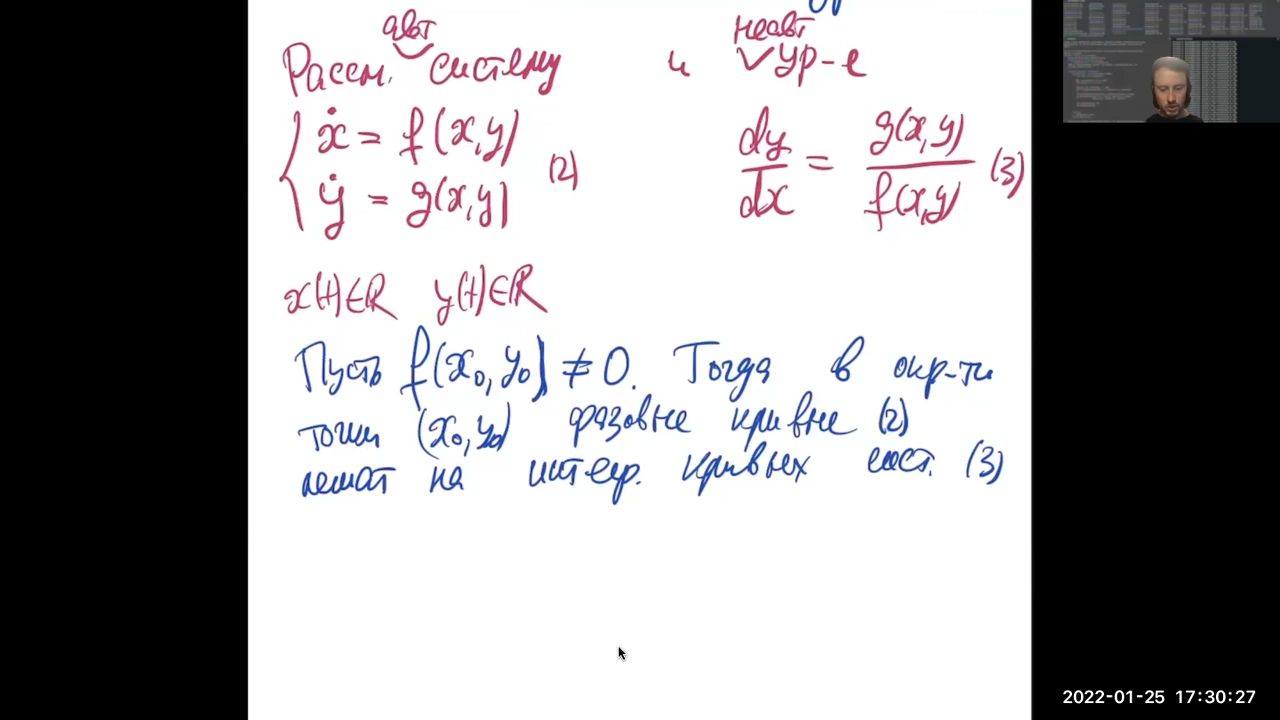 авт
неавт
Рассм. систему и ур-е
ẋ = f(x,y)
ẏ = g(x,y) (2)
dy/dx = g(x,y)/f(x,y) (3)
x(t)∈ℝ y(t)∈ℝ
Пусть f(x₀,y₀) ≠ 0. Тогда в окр-ти
точки (x₀,y₀) фазовые кривые (2)
лежат на интегр. кривых сист. (3)
2022-01-25 17:30:27